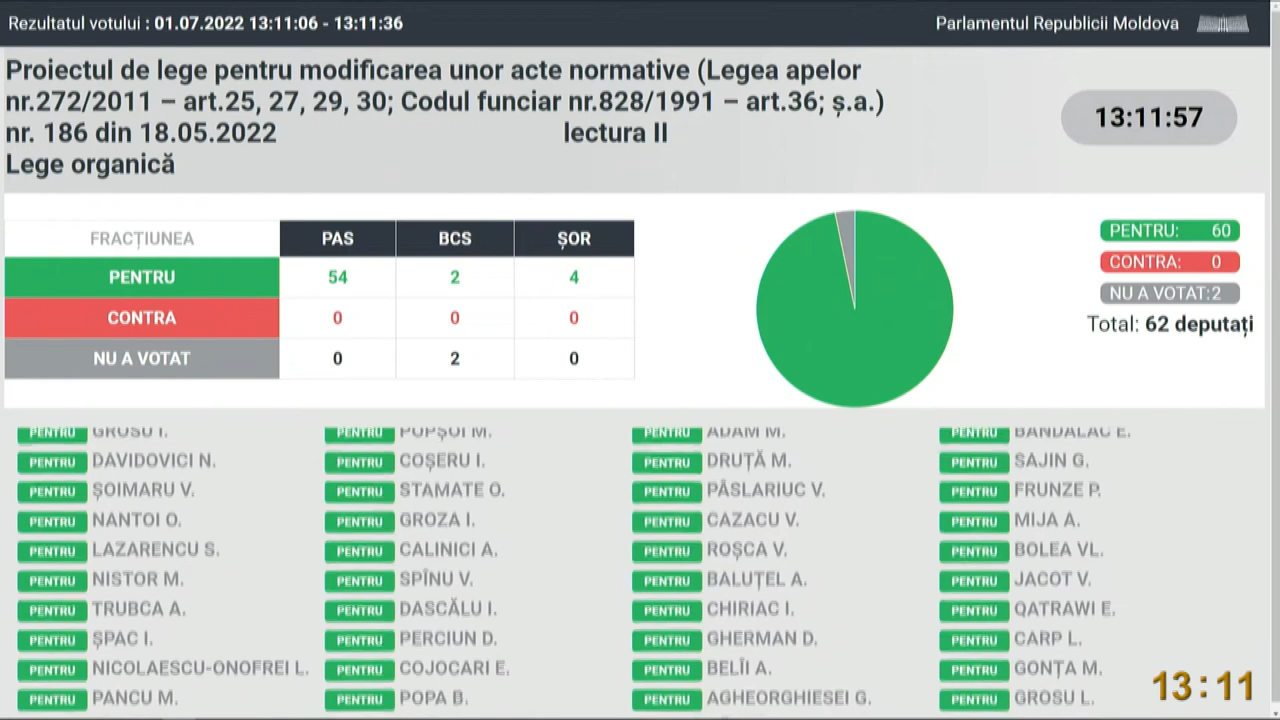 Rezultatul votului : 01.07.2022 13:11:06 - 13:11:36
Parlamentul Republicii Moldova
Proiectul de lege pentru modificarea unor acte normative (Legea apelor
nr.272/2011 – art.25, 27, 29, 30; Codul funciar nr.828/1991 – art.36; ș.a.)
nr. 186 din 18.05.2022 lectura II
Lege organică
13:11:57
FRACȚIUNEA PAS BCS ȘOR
PENTRU 54 2 4
CONTRA 0 0 0
NU A VOTAT 0 2 0
PENTRU: 60
CONTRA: 0
NU A VOTAT:2
Total: 62 deputați
PENTRU GROSU I. PENTRU POPȘOI M. PENTRU ADAM M. PENTRU BANDALAC E.
PENTRU DAVIDOVICI N. PENTRU COȘERU I. PENTRU DRUȚĂ M. PENTRU SAJIN G.
PENTRU ȘOIMARU V. PENTRU STAMATE O. PENTRU PÂSLARIUC V. PENTRU FRUNZE P.
PENTRU NANTOI O. PENTRU GROZA I. PENTRU CAZACU V. PENTRU MIJA A.
PENTRU LAZARENCU S. PENTRU CALINICI A. PENTRU ROȘCA V. PENTRU BOLEA VL.
PENTRU NISTOR M. PENTRU SPÎNU V. PENTRU BALUȚEL A. PENTRU JACOT V.
PENTRU TRUBCA A. PENTRU DASCĂLU I. PENTRU CHIRIAC I. PENTRU QATRAWI E.
PENTRU ȘPAC I. PENTRU PERCIUN D. PENTRU GHERMAN D. PENTRU CARP L.
PENTRU NICOLAESCU-ONOFREI L. PENTRU COJOCARI E. PENTRU BELÎI A. PENTRU GONȚA M.
PENTRU PANCU M. PENTRU POPA B. PENTRU AGHEORGHIESEI G. PENTRU GROSU L.
13:11